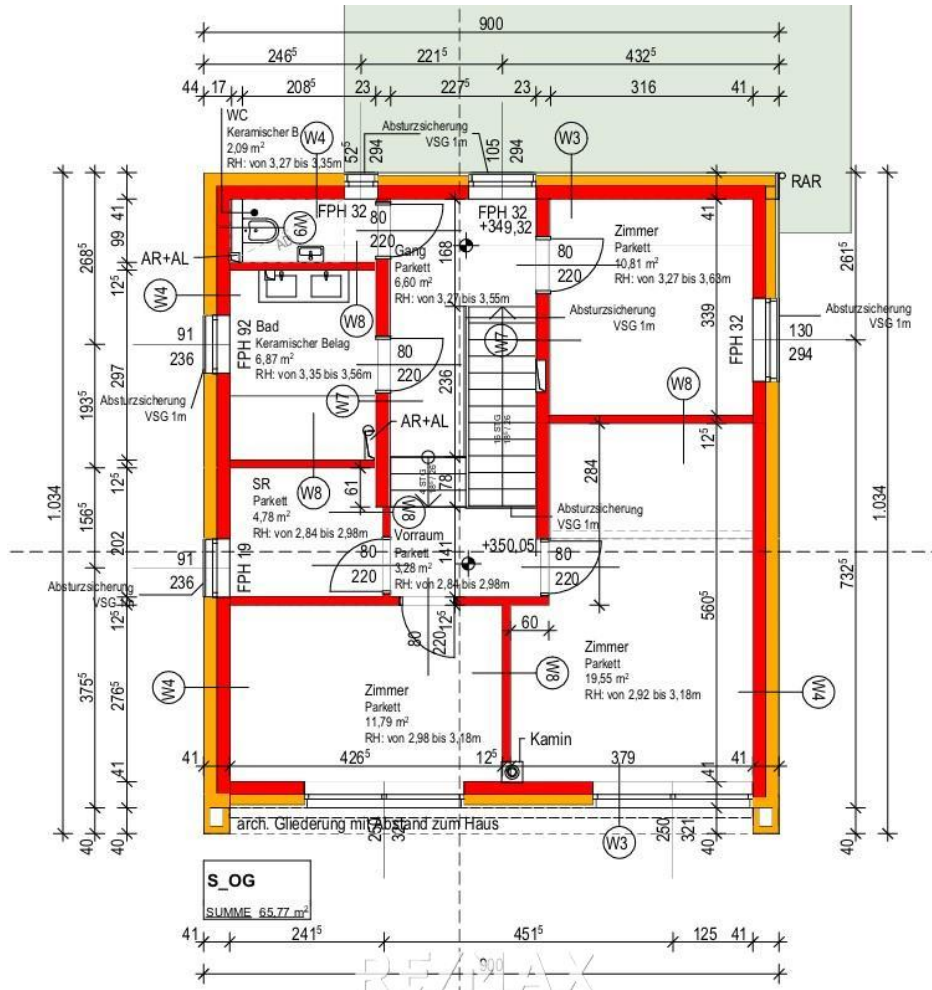 900
246⁵ 221⁵ 432⁵
44 17 208⁵ 23 227⁵ 23 316 41
WC
Keramischer B
2,09 m²
RH: von 3,27 bis 3,35m
W4
52⁵
294
Absturzsicherung
VSG 1m
105
294
W3
RAR
FPH 32
FPH 32
+349,32
80
220
W9
AR+AL
Gang
Parkett
6,60 m²
RH: von 3,27 bis 3,55m
168
80
220
Zimmer
Parkett
10,81 m²
RH: von 3,27 bis 3,63m
41
339
FPH 32
Absturzsicherung
VSG 1m
130
294
W4
91
236
FPH 92
Bad
Keramischer Belag
6,87 m²
RH: von 3,35 bis 3,56m
W8
80
220
236
W7
Absturzsicherung
VSG 1m
W8
Absturzsicherung
VSG 1m
W7
AR+AL
16 STG
4 STG
78
284
12⁵
61
SR
Parkett
4,78 m²
RH: von 2,84 bis 2,98m
W8
W8
Absturzsicherung
VSG 1m
91
236
FPH 19
Absturzsicherung
VSG
80
220
Vorraum
Parkett
3,28 m²
RH: von 2,84 bis 2,98m
141
+350,05
80
220
560⁵
12⁵
60
80
220
W4
Zimmer
Parkett
11,79 m²
RH: von 2,98 bis 3,18m
W8
Zimmer
Parkett
19,55 m²
RH: von 2,92 bis 3,18m
W4
Kamin
41 426⁵ 12⁵ 379 41
41
arch. Gliederung mit Abstand zum Haus
250
321
250
321
W3
40
1.034
268⁵
193⁵
156⁵
375⁵
40
41
99
12⁵
297
12⁵
202
12⁵
276⁵
41
40
261⁵
732⁵
40
1.034
S_OG
SUMME 65,77 m²
41 241⁵ 451⁵ 125 41
900
RE/MAX